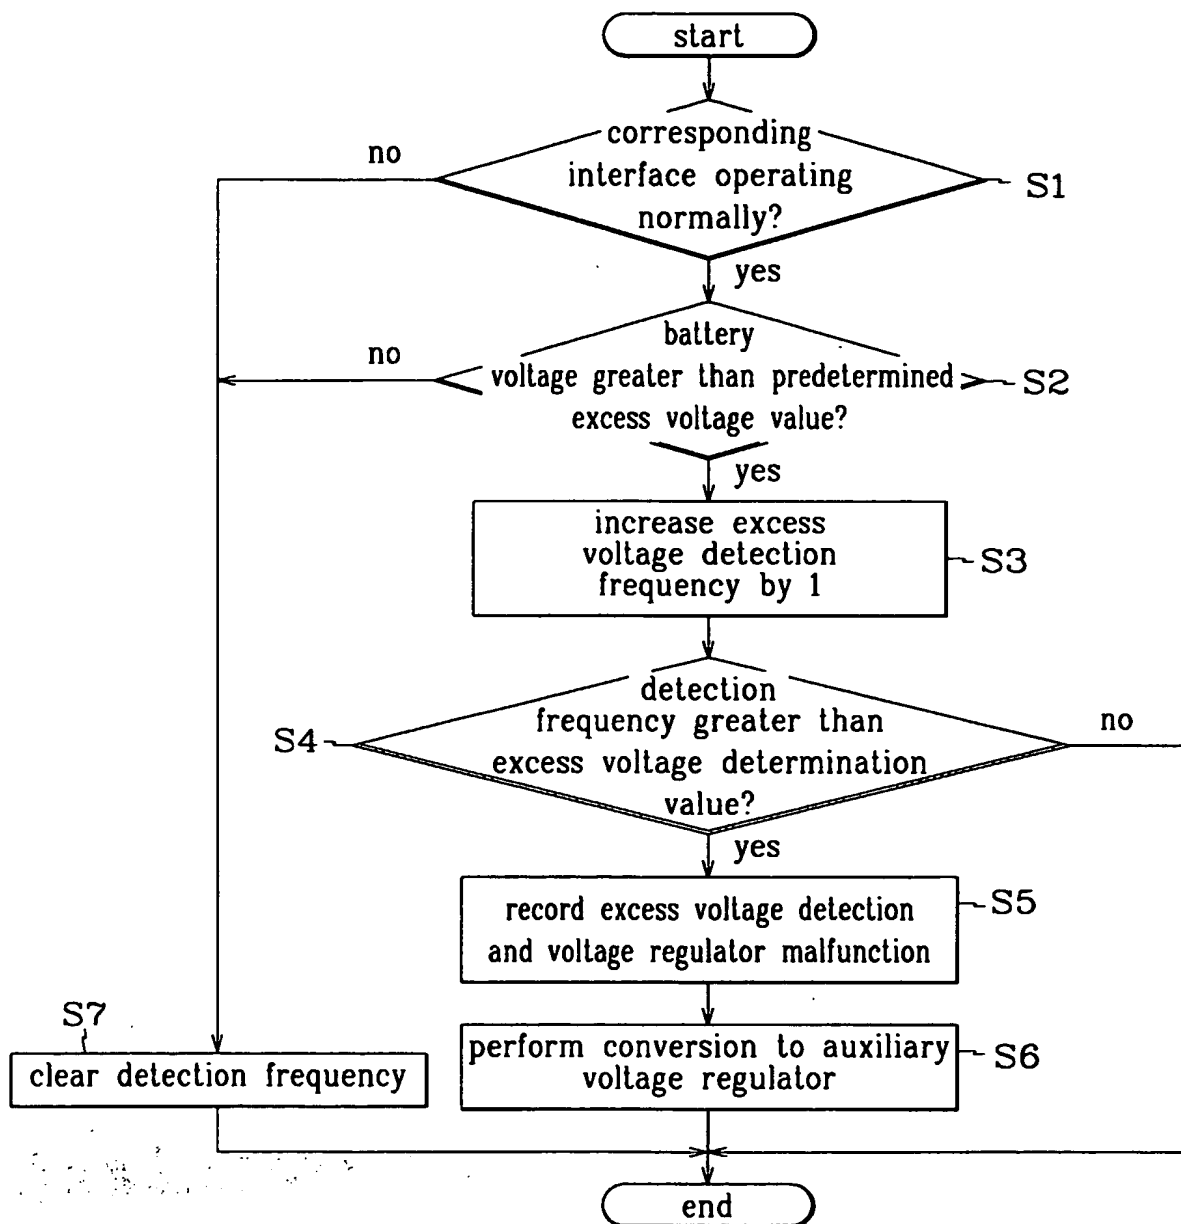 start
corresponding
interface operating
normally?
no
S1
yes
battery
voltage greater than predetermined
excess voltage value?
no
S2
yes
increase excess
voltage detection
frequency by 1
S3
detection
frequency greater than
excess voltage determination
value?
S4
no
yes
record excess voltage detection
and voltage regulator malfunction
S5
S7
clear detection frequency
perform conversion to auxiliary
voltage regulator
S6
end